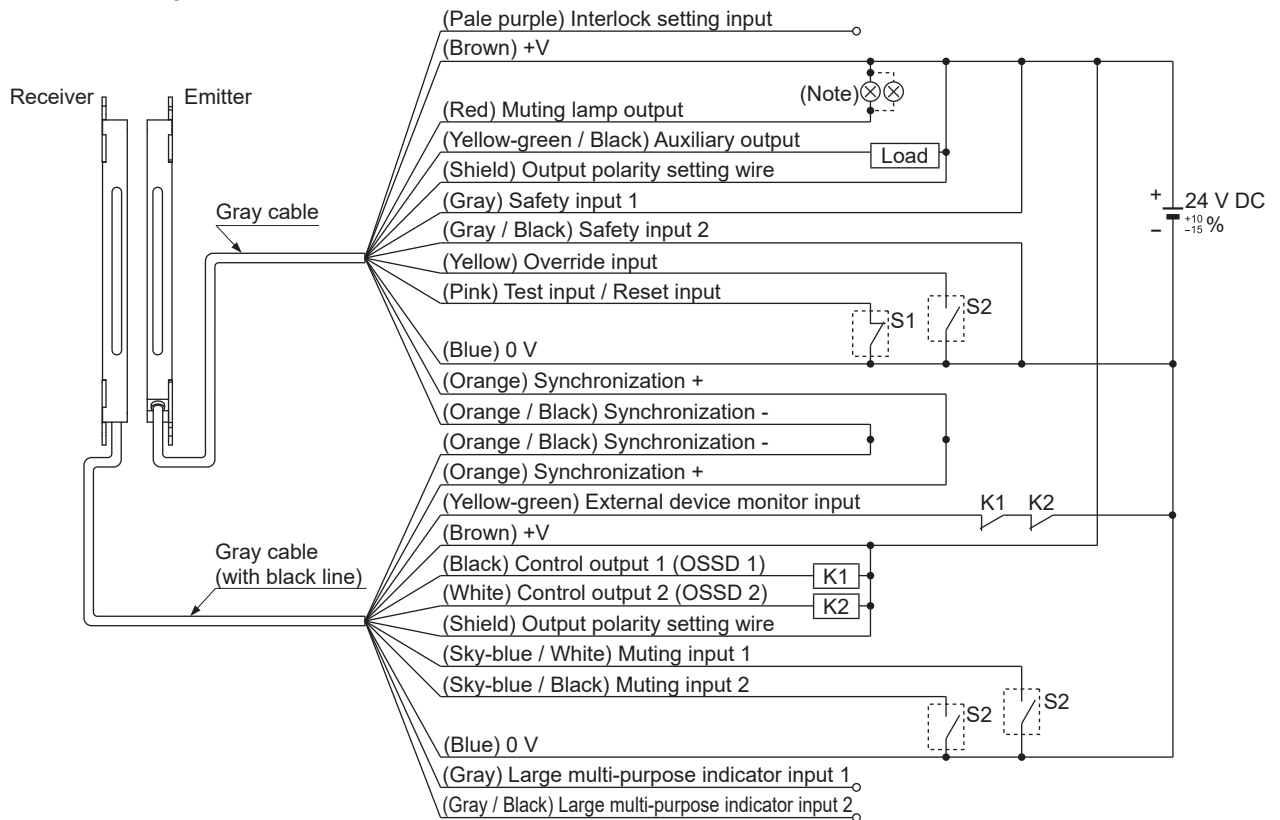 (Pale purple) Interlock setting input
(Brown) +V
Receiver
Emitter
(Note)
(Red) Muting lamp output
(Yellow-green / Black) Auxiliary output
Load
(Shield) Output polarity setting wire
(Gray) Safety input 1
Gray cable
(Gray / Black) Safety input 2
+
24 V DC
+10
-15 %
−
(Yellow) Override input
(Pink) Test input / Reset input
S1
S2
(Blue) 0 V
(Orange) Synchronization +
(Orange / Black) Synchronization -
(Orange / Black) Synchronization -
(Orange) Synchronization +
(Yellow-green) External device monitor input
K1
K2
(Brown) +V
Gray cable
(with black line)
(Black) Control output 1 (OSSD 1)
K1
(White) Control output 2 (OSSD 2)
K2
(Shield) Output polarity setting wire
(Sky-blue / White) Muting input 1
(Sky-blue / Black) Muting input 2
S2
S2
(Blue) 0 V
(Gray) Large multi-purpose indicator input 1
(Gray / Black) Large multi-purpose indicator input 2